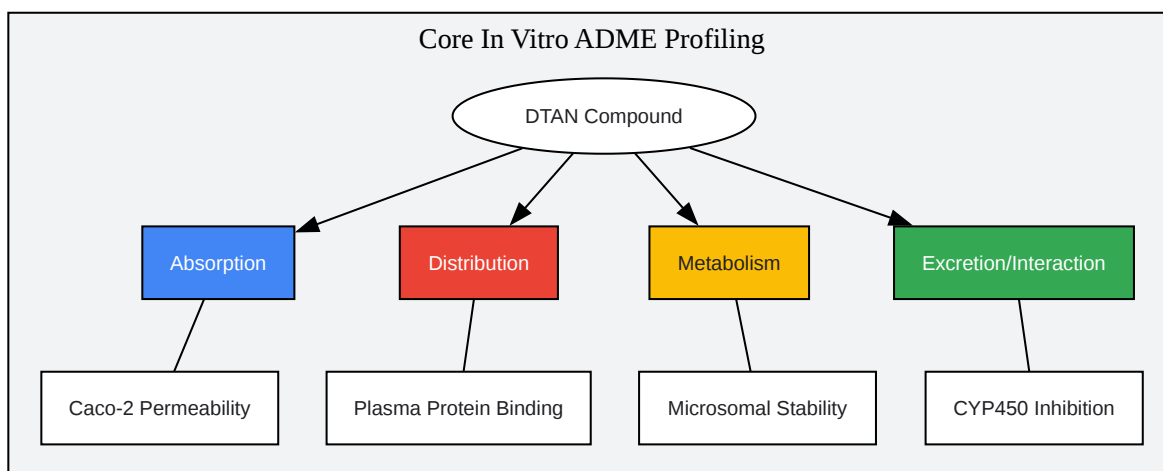 Core In Vitro ADME Profiling
DTAN Compound
Absorption
Distribution
Metabolism
Excretion/Interaction
Caco-2 Permeability
Plasma Protein Binding
Microsomal Stability
CYP450 Inhibition